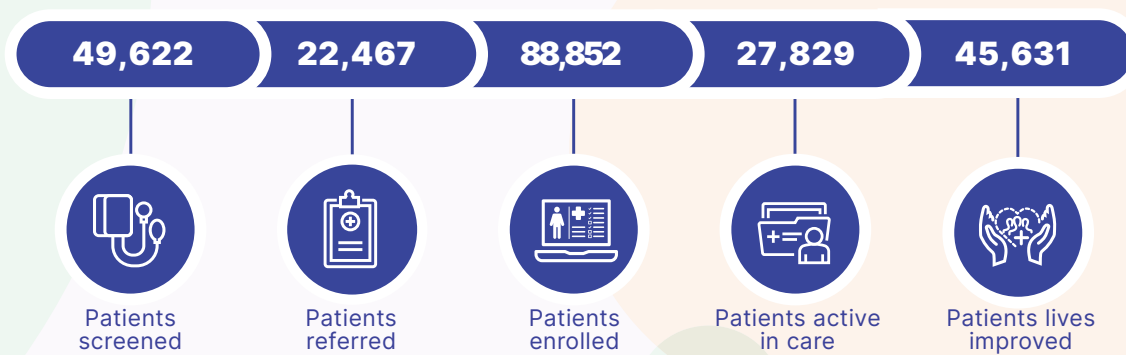 49,622 22,467 88,852 27,829 45,631
Patients
screened
Patients
referred
Patients
enrolled
Patients active
in care
Patients lives
improved